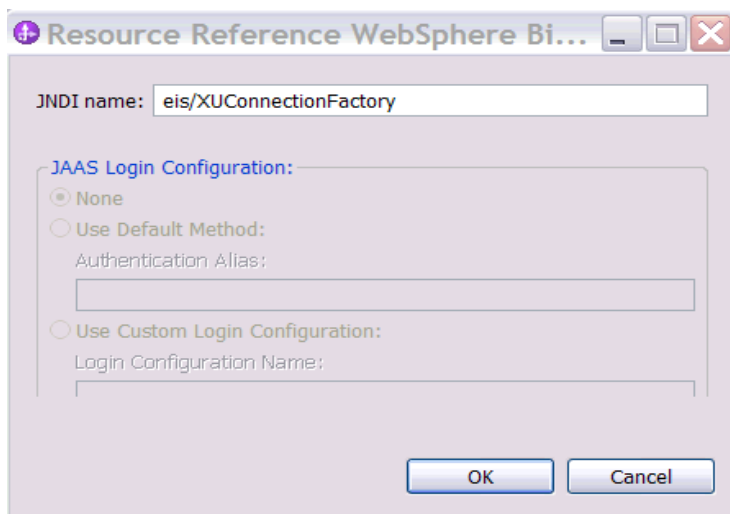 Resource Reference WebSphere Bi...
JNDI name: eis/XUConnectionFactory
JAAS Login Configuration:
None
Use Default Method:
Authentication Alias:
Use Custom Login Configuration:
Login Configuration Name:
OK Cancel